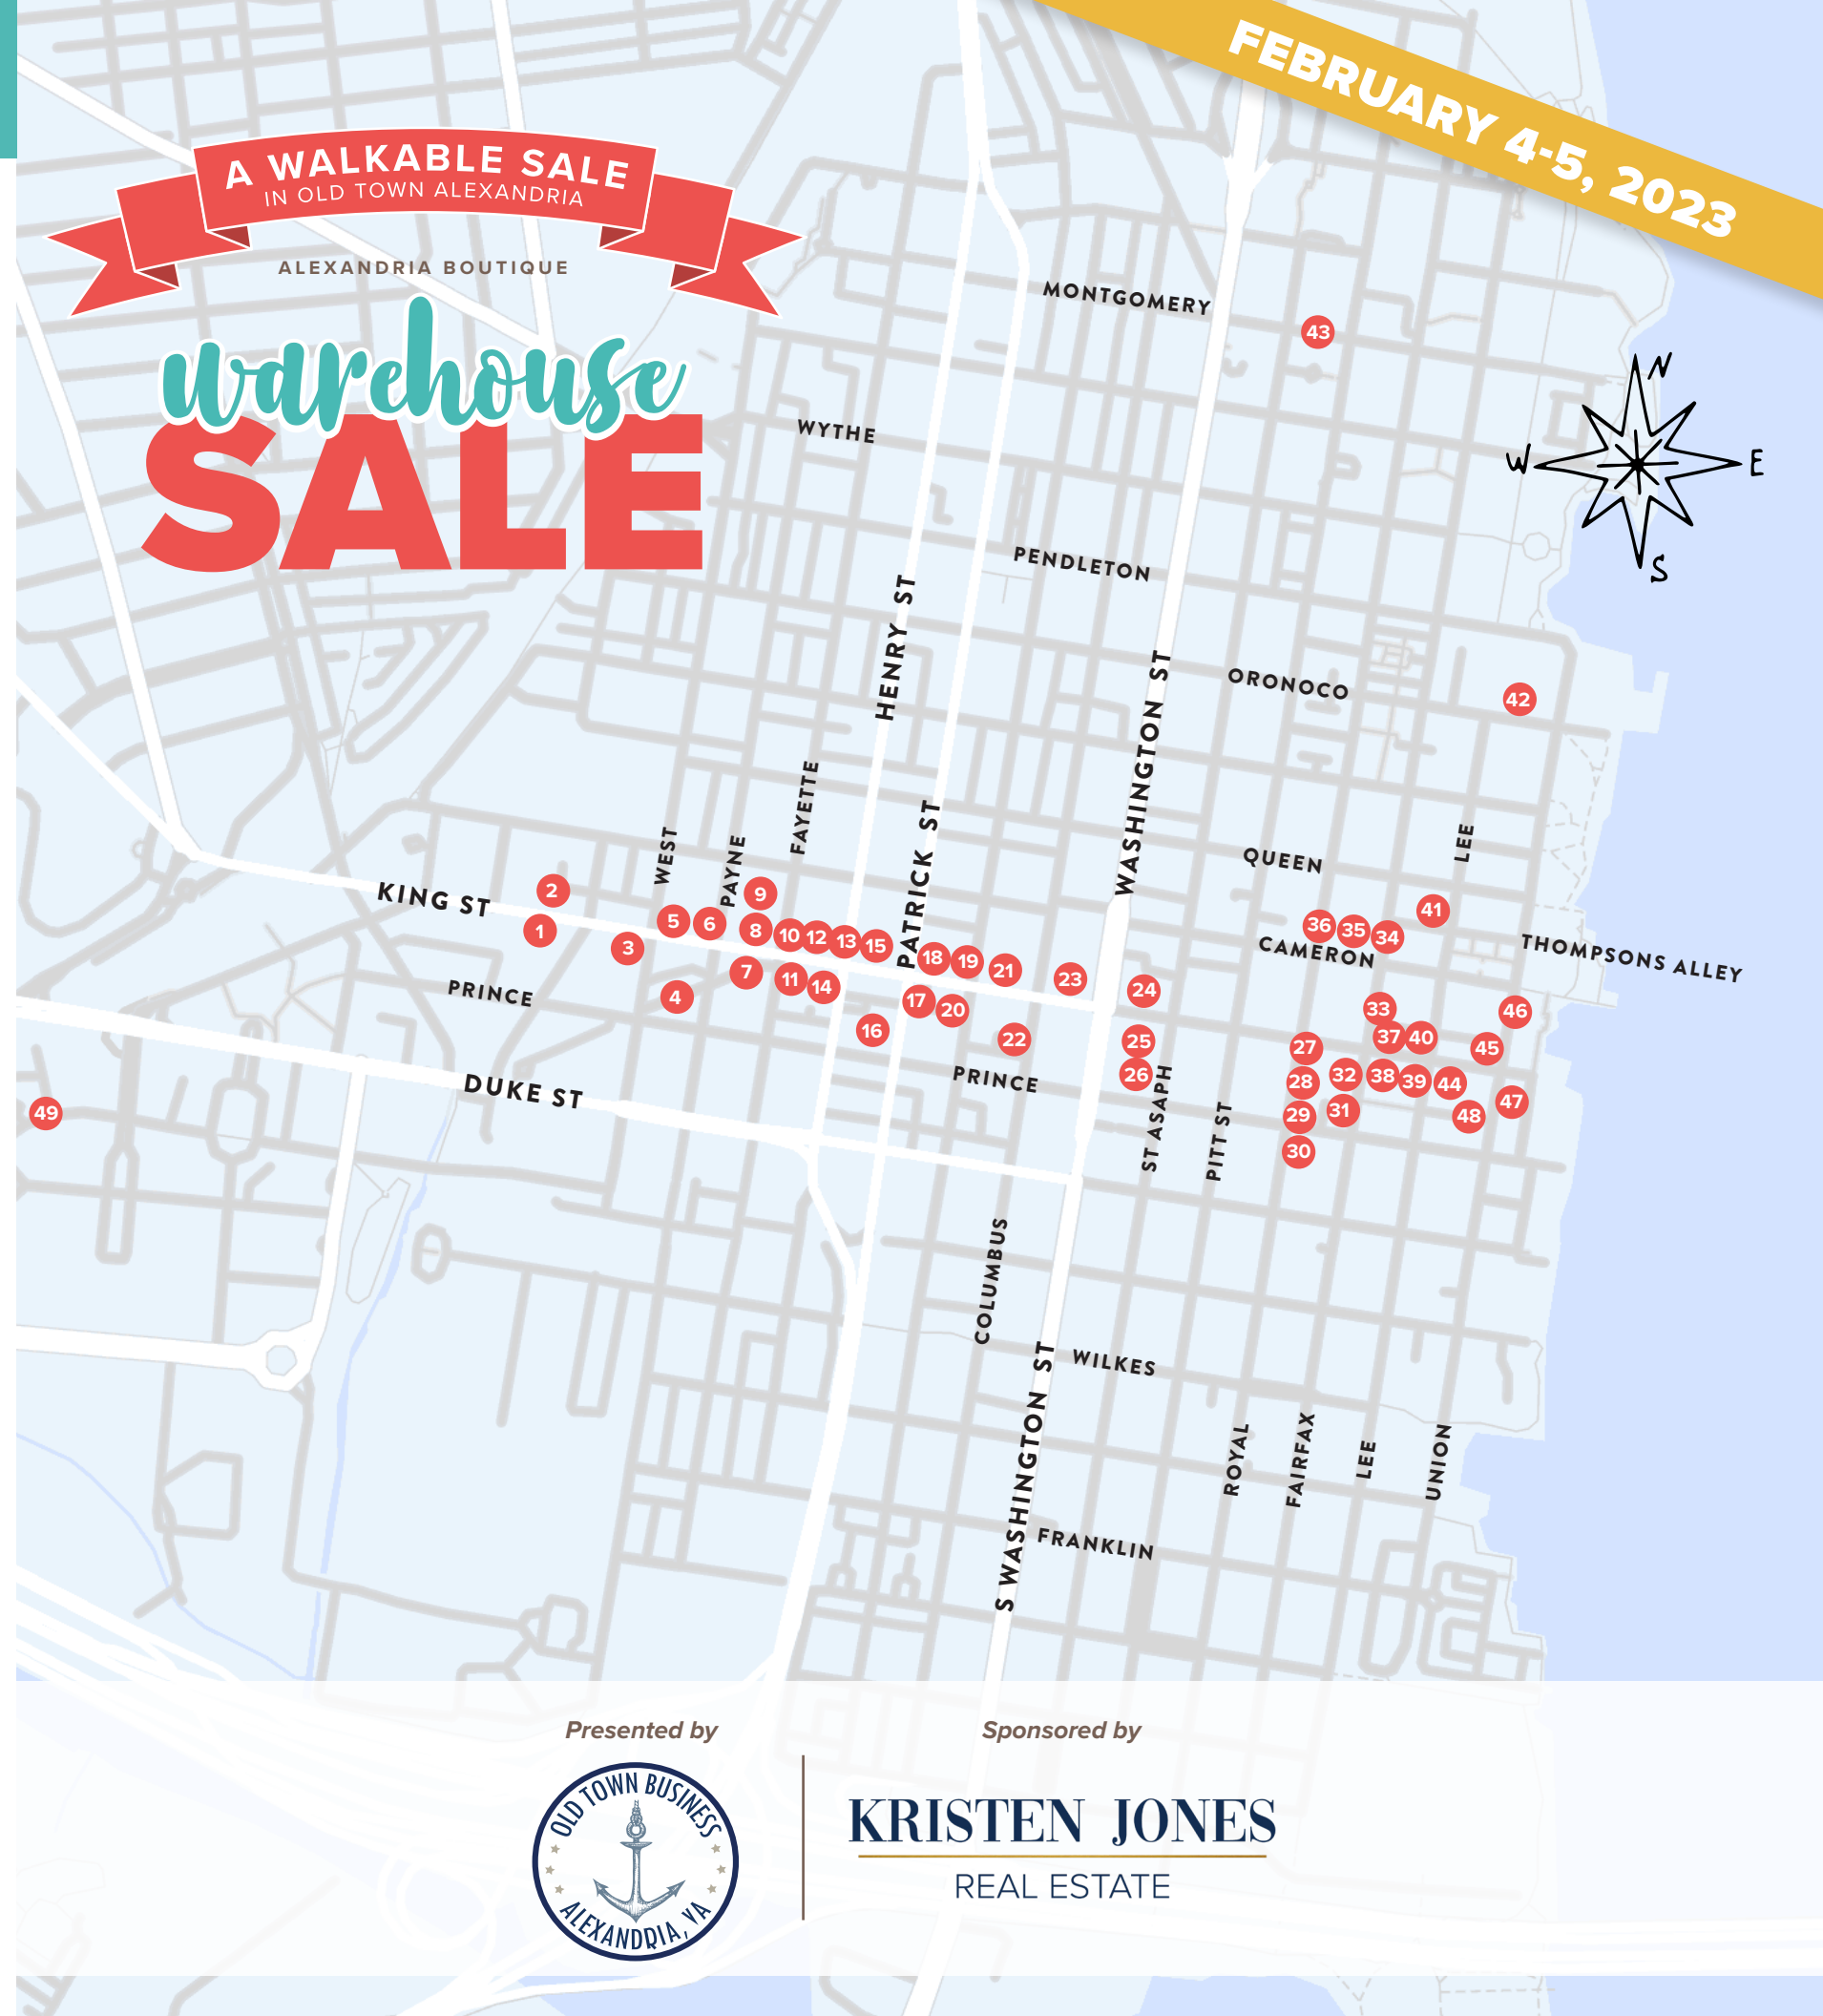 FEBRUARY 4-5, 2023
A WALKABLE SALE
IN OLD TOWN ALEXANDRIA
ALEXANDRIA BOUTIQUE
warehouse
SALE
MONTGOMERY
43
N
W
E
S
WYTHE
PENDLETON
HENRY ST
WASHINGTON ST
ORONOCO
42
FAYETTE
PATRICK ST
WEST
PAYNE
QUEEN
LEE
KING ST
2
9
1
3
5
6
8
10
12
13
15
18
19
21
23
24
36
35
34
41
CAMERON
THOMPSONS ALLEY
PRINCE
4
7
11
14
16
17
20
22
25
26
PRINCE
33
46
27
37
40
45
28
32
38
39
44
47
29
31
48
30
DUKE ST
49
ST ASAPH
PITT ST
COLUMBUS
WILKES
S WASHINGTON ST
ROYAL
FAIRFAX
LEE
UNION
FRANKLIN
Presented by
OLD TOWN BUSINESS
ALEXANDRIA, VA
Sponsored by
KRISTEN JONES
REAL ESTATE